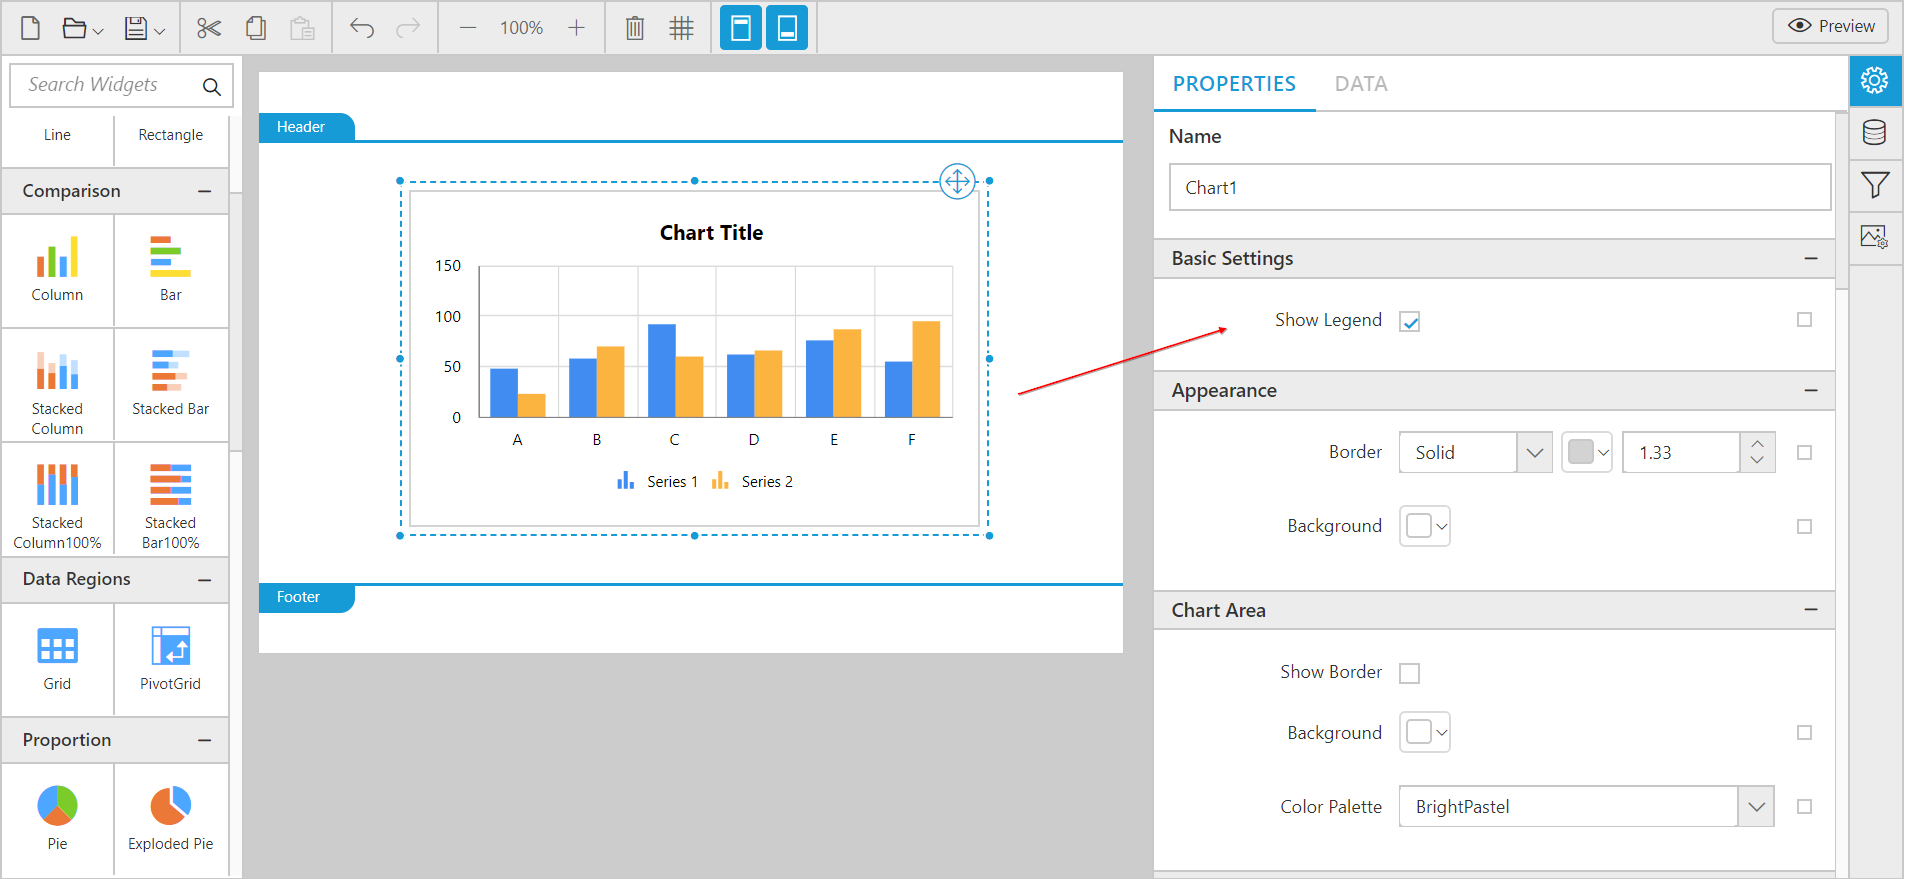 100%
Preview
Search Widgets
Line
Rectangle
Comparison
Column
Bar
Stacked
Column
Stacked Bar
Stacked
Column100%
Stacked
Bar100%
Data Regions
Grid
PivotGrid
Proportion
Pie
Exploded Pie
Header
Chart Title
150
100
50
0
A B C D E F
Series 1 Series 2
Footer
PROPERTIES DATA
Name
Chart1
Basic Settings
Show Legend
Appearance
Border Solid 1.33
Background
Chart Area
Show Border
Background
Color Palette BrightPastel